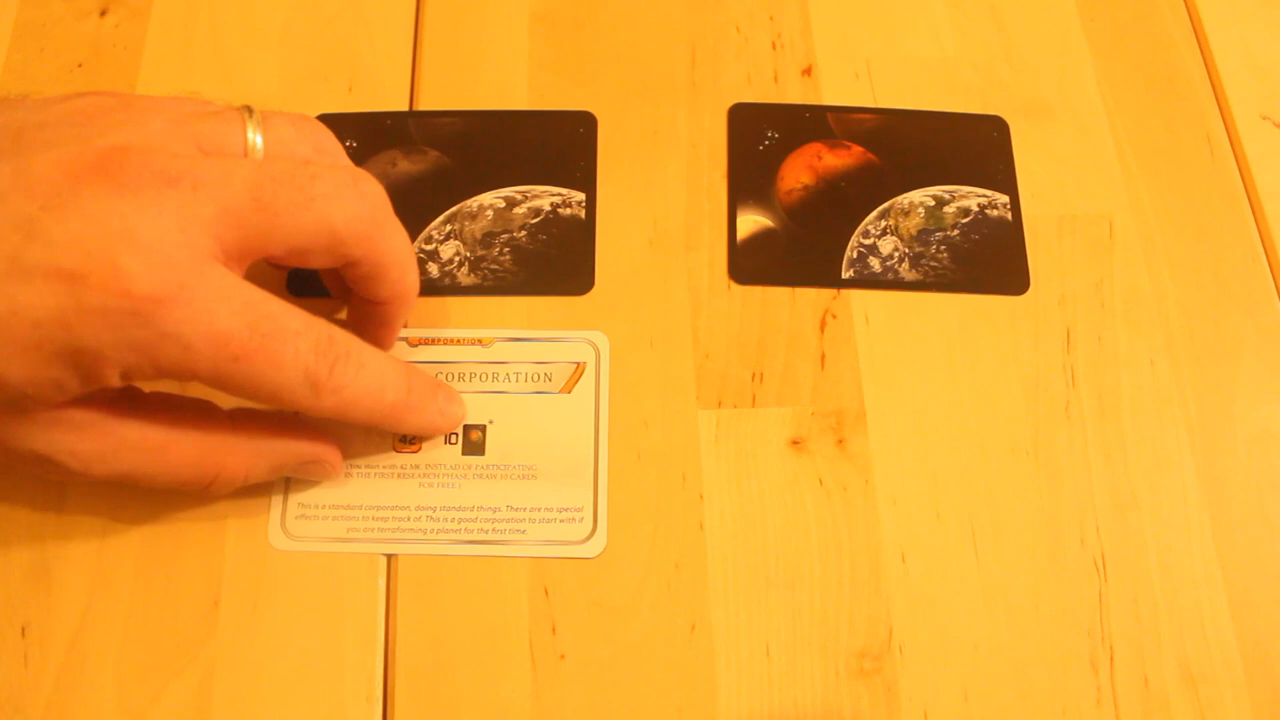 CORPORATION
CORPORATION
42 10 *
(You start with 42 M€. INSTEAD OF PARTICIPATING
IN THE FIRST RESEARCH PHASE, DRAW 10 CARDS
FOR FREE.)
This is a standard corporation, doing standard things. There are no special
effects or actions to keep track of. This is a good corporation to start with if
you are terraforming a planet for the first time.